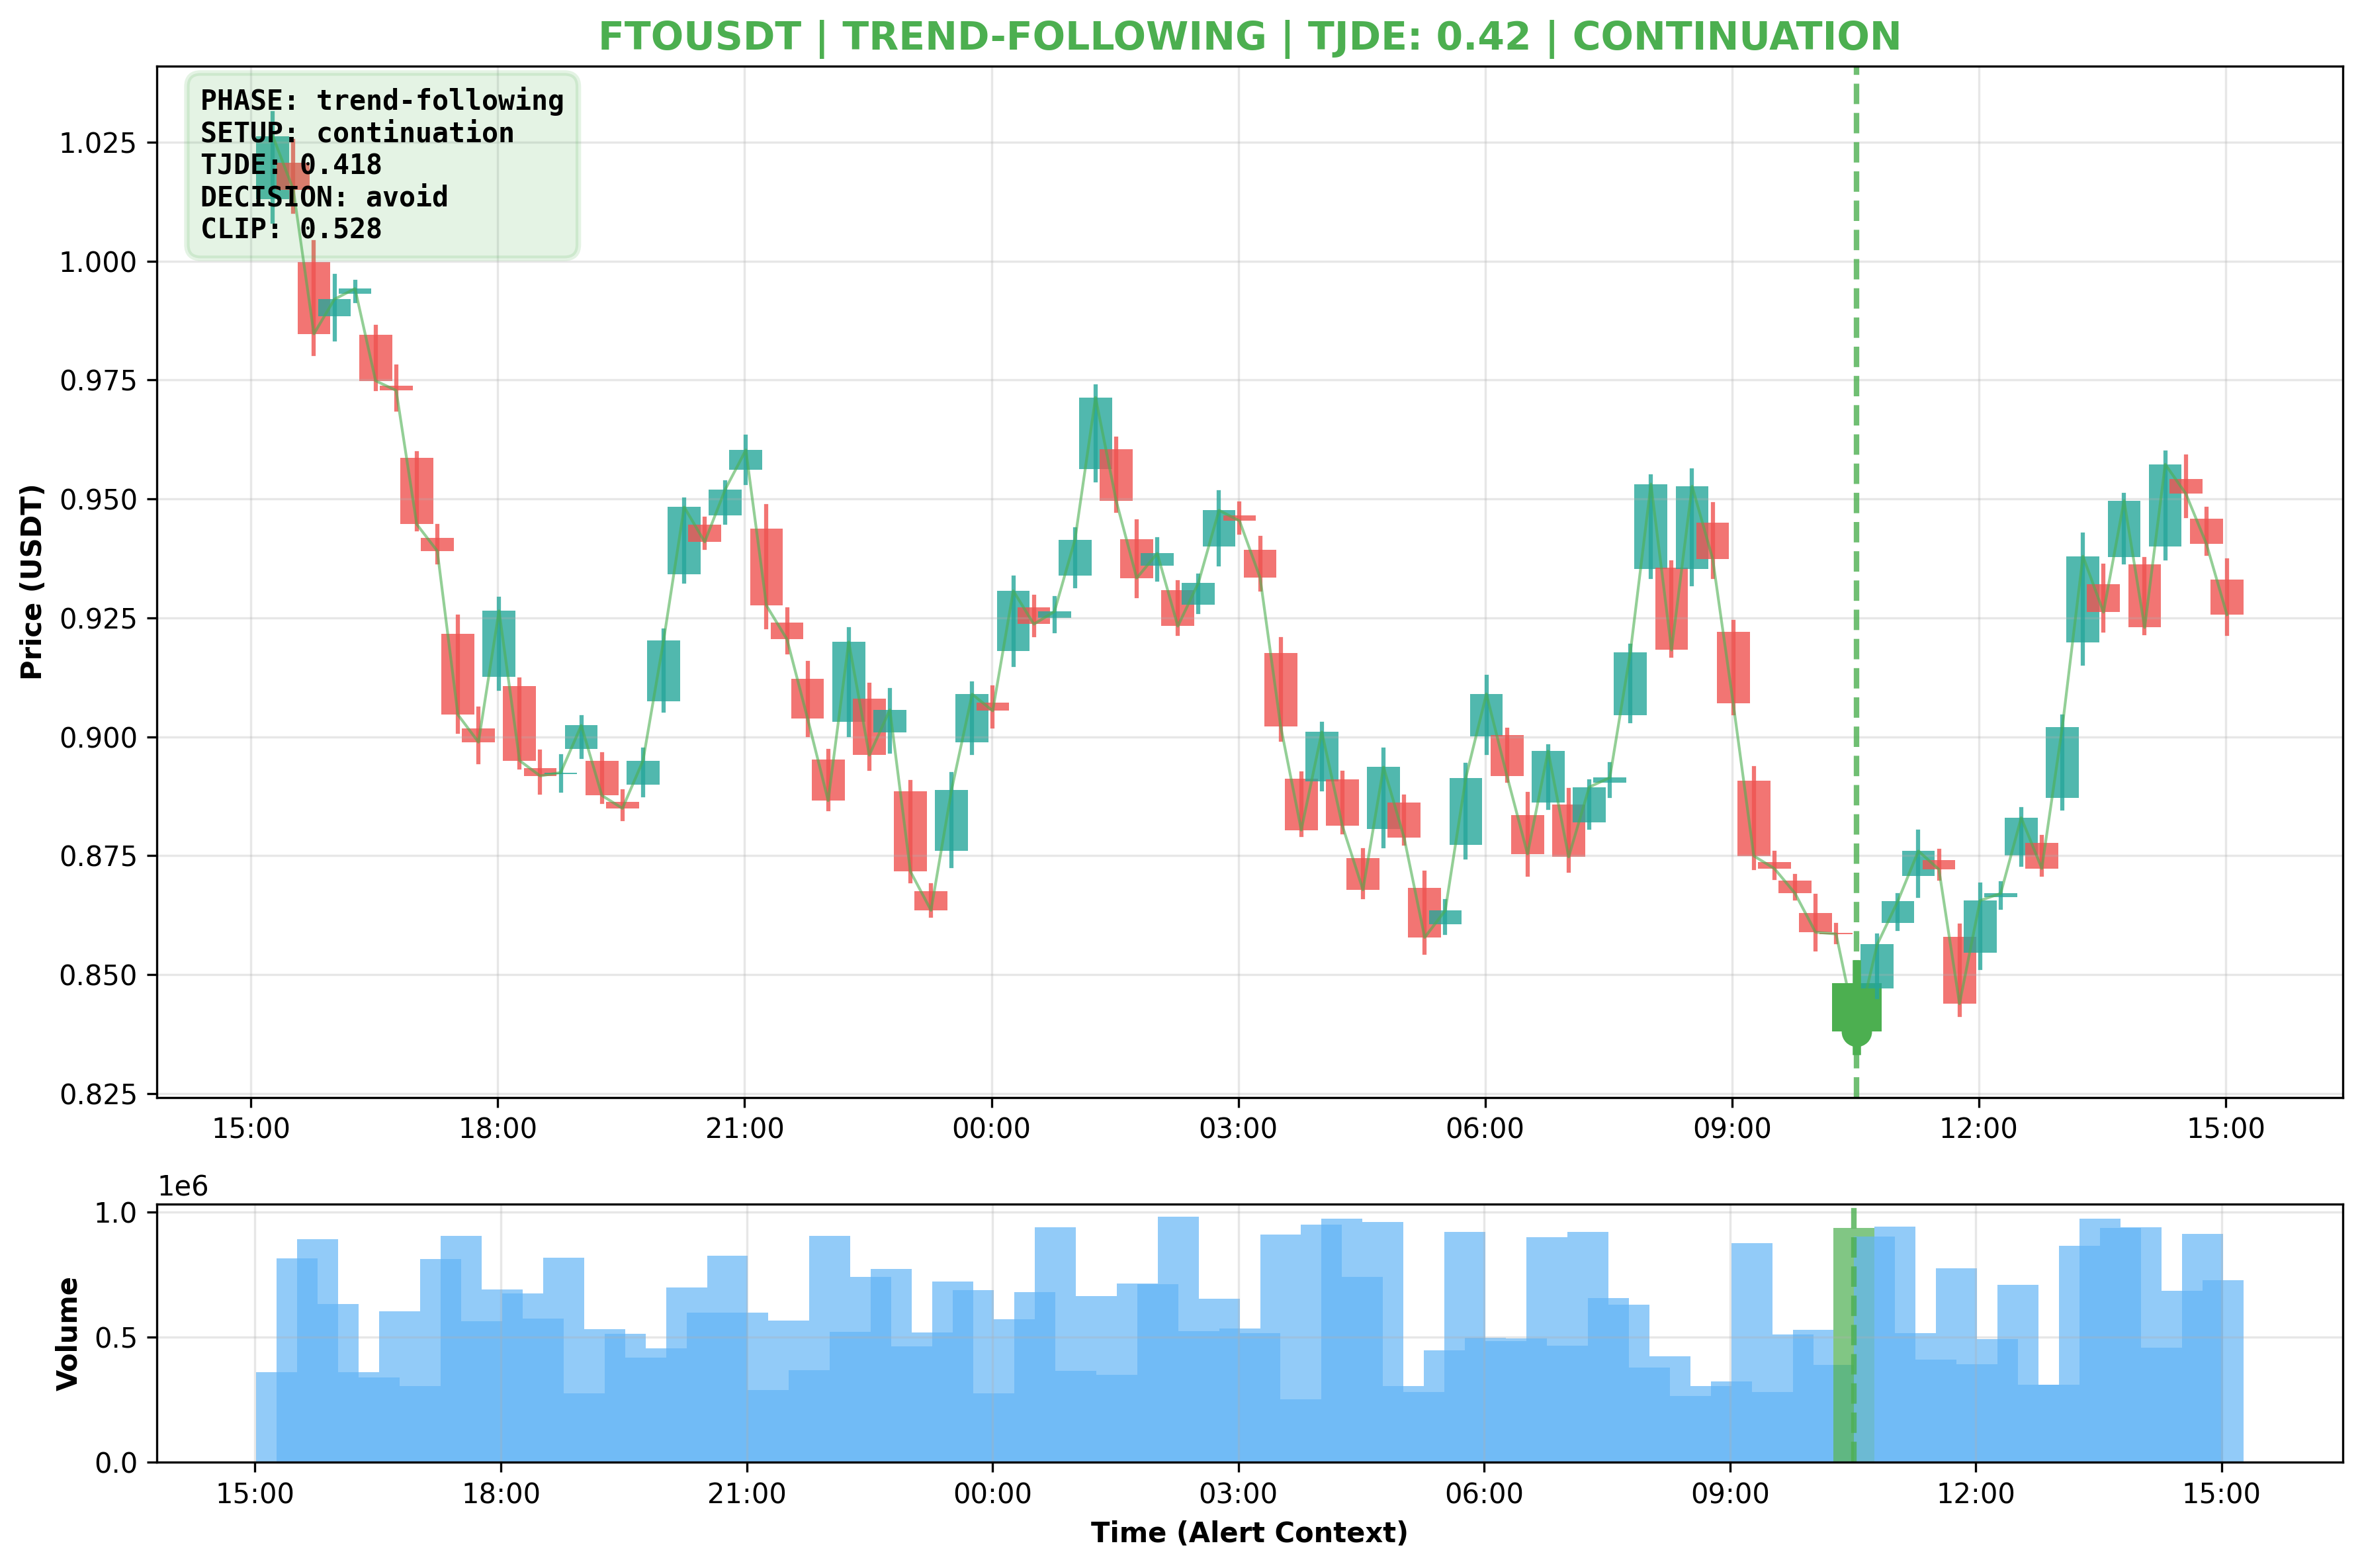 FTOUSDT | TREND-FOLLOWING | TJDE: 0.42 | CONTINUATION
PHASE: trend-following
SETUP: continuation
TJDE: 0.418
DECISION: avoid
CLIP: 0.528
Price (USDT)
1.025
1.000
0.975
0.950
0.925
0.900
0.875
0.850
0.825
15:00 18:00 21:00 00:00 03:00 06:00 09:00 12:00 15:00
1e6
Volume
1.0
0.5
0.0
15:00 18:00 21:00 00:00 03:00 06:00 09:00 12:00 15:00
Time (Alert Context)